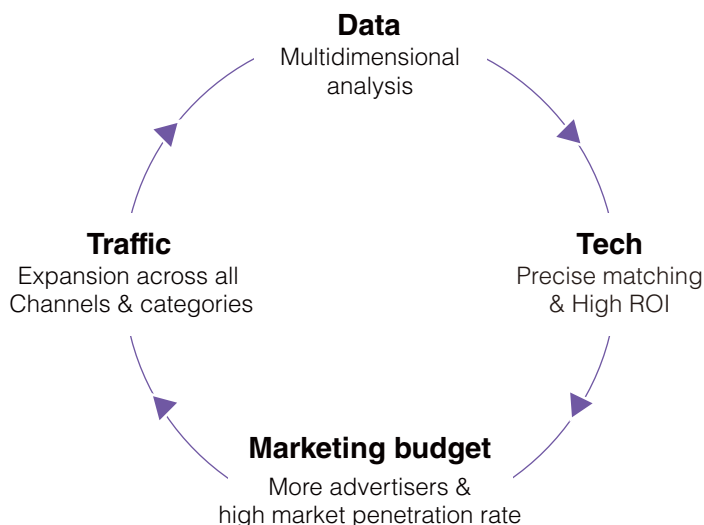 Data
Multidimensional
analysis
Traffic
Expansion across all
Channels & categories
Tech
Precise matching
& High ROI
Marketing budget
More advertisers &
high market penetration rate